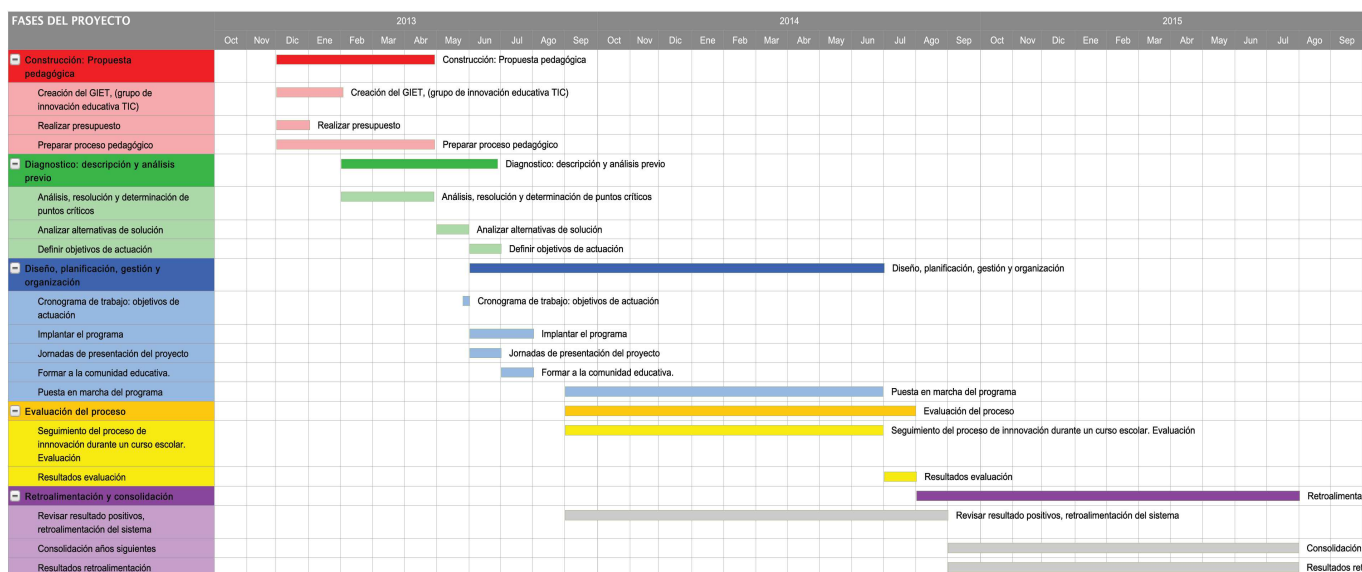 FASES DEL PROYECTO 2013 2014 2015
Oct Nov Dic Ene Feb Mar Abr May Jun Jul Ago Sep Oct Nov Dic Ene Feb Mar Abr May Jun Jul Ago Sep Oct Nov Dic Ene Feb Mar Abr May Jun Jul Ago Sep
Construcción: Propuesta
pedagógica
Construcción: Propuesta pedagógica
Creación del GIET, (grupo de
innovación educativa TIC)
Creación del GIET, (grupo de innovación educativa TIC)
Realizar presupuesto
Realizar presupuesto
Preparar proceso pedagógico
Preparar proceso pedagógico
Diagnostico: descripción y análisis
previo
Diagnostico: descripción y análisis previo
Análisis, resolución y determinación de
puntos críticos
Análisis, resolución y determinación de puntos críticos
Analizar alternativas de solución
Analizar alternativas de solución
Definir objetivos de actuación
Definir objetivos de actuación
Diseño, planificación, gestión y
organización
Diseño, planificación, gestión y organización
Cronograma de trabajo: objetivos de
actuación
Cronograma de trabajo: objetivos de actuación
Implantar el programa
Implantar el programa
Jornadas de presentación del proyecto
Jornadas de presentación del proyecto
Formar a la comunidad educativa.
Formar a la comunidad educativa.
Puesta en marcha del programa
Puesta en marcha del programa
Evaluación del proceso
Evaluación del proceso
Seguimiento del proceso de
innnovación durante un curso escolar.
Evaluación
Seguimiento del proceso de innnovación durante un curso escolar. Evaluación
Resultados evaluación
Resultados evaluación
Retroalimentación y consolidación
Retroalimenta
Revisar resultado positivos,
retroalimentación del sistema
Revisar resultado positivos, retroalimentación del sistema
Consolidación años siguientes
Consolidación
Resultados retroalimentación
Resultados ret